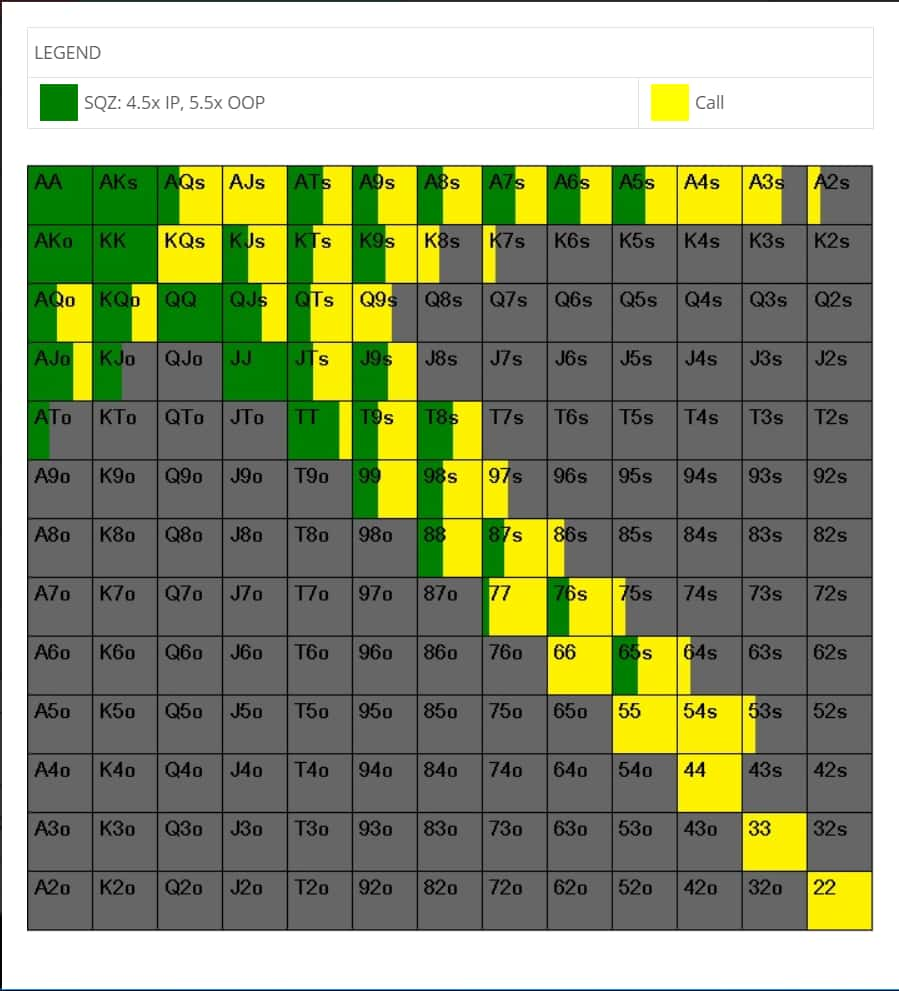 LEGEND
SQZ: 4.5x IP, 5.5x OOP Call
AA AKs AQs AJs ATs A9s A8s A7s A6s A5s A4s A3s A2s
AKo KK KQs KJs KTs K9s K8s K7s K6s K5s K4s K3s K2s
AQo KQo QQ QJs QTs Q9s Q8s Q7s Q6s Q5s Q4s Q3s Q2s
AJo KJo QJo JJ JTs J9s J8s J7s J6s J5s J4s J3s J2s
ATo KTo QTo JTo TT T9s T8s T7s T6s T5s T4s T3s T2s
A9o K9o Q9o J9o T9o 99 98s 97s 96s 95s 94s 93s 92s
A8o K8o Q8o J8o T8o 98o 88 87s 86s 85s 84s 83s 82s
A7o K7o Q7o J7o T7o 97o 87o 77 76s 75s 74s 73s 72s
A6o K6o Q6o J6o T6o 96o 86o 76o 66 65s 64s 63s 62s
A5o K5o Q5o J5o T5o 95o 85o 75o 65o 55 54s 53s 52s
A4o K4o Q4o J4o T4o 94o 84o 74o 64o 54o 44 43s 42s
A3o K3o Q3o J3o T3o 93o 83o 73o 63o 53o 43o 33 32s
A2o K2o Q2o J2o T2o 92o 82o 72o 62o 52o 42o 32o 22